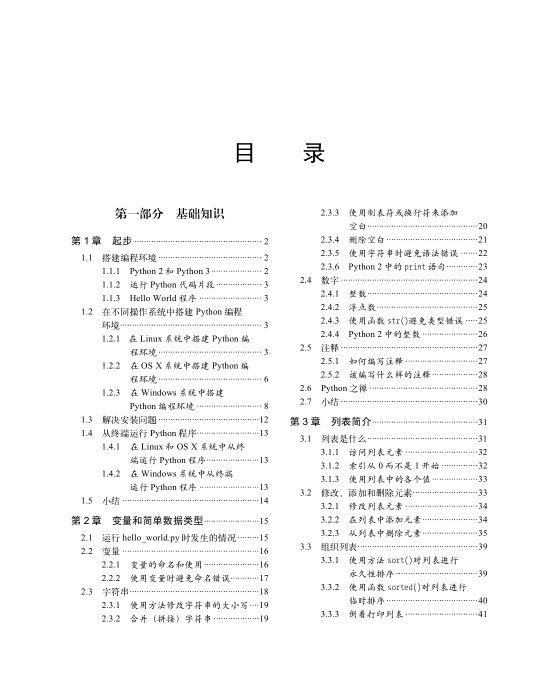 目 录
第一部分 基础知识
第 1 章 起步 ········ 2
1.1 搭建编程环境 ········ 2
1.1.1 Python 2 和 Python 3 ········ 2
1.1.2 运行 Python 代码片段 ········ 3
1.1.3 Hello World 程序 ········ 3
1.2 在不同操作系统中搭建 Python 编程
环境 ········ 3
1.2.1 在 Linux 系统中搭建 Python 编
程环境 ········ 3
1.2.2 在 OS X 系统中搭建 Python 编
程环境 ········ 6
1.2.3 在 Windows 系统中搭建
Python 编程环境 ········ 8
1.3 解决安装问题 ········ 12
1.4 从终端运行 Python 程序 ········ 13
1.4.1 在 Linux 和 OS X 系统中从终
端运行 Python 程序 ········ 13
1.4.2 在 Windows 系统中从终端
运行 Python 程序 ········ 13
1.5 小结 ········ 14
第 2 章 变量和简单数据类型 ········ 15
2.1 运行 hello_world.py 时发生的情况 ········ 15
2.2 变量 ········ 16
2.2.1 变量的命名和使用 ········ 16
2.2.2 使用变量时避免命名错误 ········ 17
2.3 字符串 ········ 18
2.3.1 使用方法修改字符串的大小写 ···· 19
2.3.2 合并（拼接）字符串 ········ 19
2.3.3 使用制表符或换行符来添加
空白 ········ 20
2.3.4 删除空白 ········ 21
2.3.5 使用字符串时避免语法错误 ········ 22
2.3.6 Python 2 中的 print 语句 ········ 23
2.4 数字 ········ 24
2.4.1 整数 ········ 24
2.4.2 浮点数 ········ 25
2.4.3 使用函数 str()避免类型错误 ····· 25
2.4.4 Python 2 中的整数 ········ 26
2.5 注释 ········ 27
2.5.1 如何编写注释 ········ 27
2.5.2 该编写什么样的注释 ········ 28
2.6 Python 之禅 ········ 28
2.7 小结 ········ 30
第 3 章 列表简介 ········ 31
3.1 列表是什么 ········ 31
3.1.1 访问列表元素 ········ 32
3.1.2 索引从 0 而不是 1 开始 ········ 32
3.1.3 使用列表中的各个值 ········ 33
3.2 修改、添加和删除元素 ········ 33
3.2.1 修改列表元素 ········ 34
3.2.2 在列表中添加元素 ········ 34
3.2.3 从列表中删除元素 ········ 35
3.3 组织列表 ········ 39
3.3.1 使用方法 sort()对列表进行
永久性排序 ········ 39
3.3.2 使用函数 sorted()对列表进行
临时排序 ········ 40
3.3.3 倒着打印列表 ········ 41